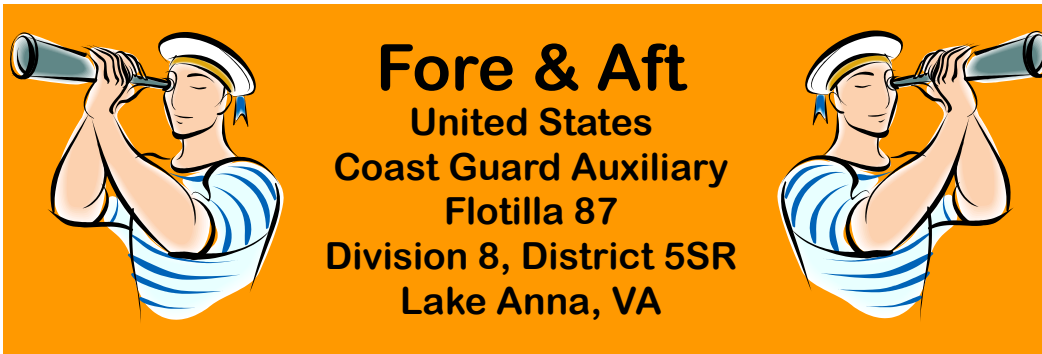 Fore & Aft
United States
Coast Guard Auxiliary
Flotilla 87
Division 8, District 5SR
Lake Anna, VA